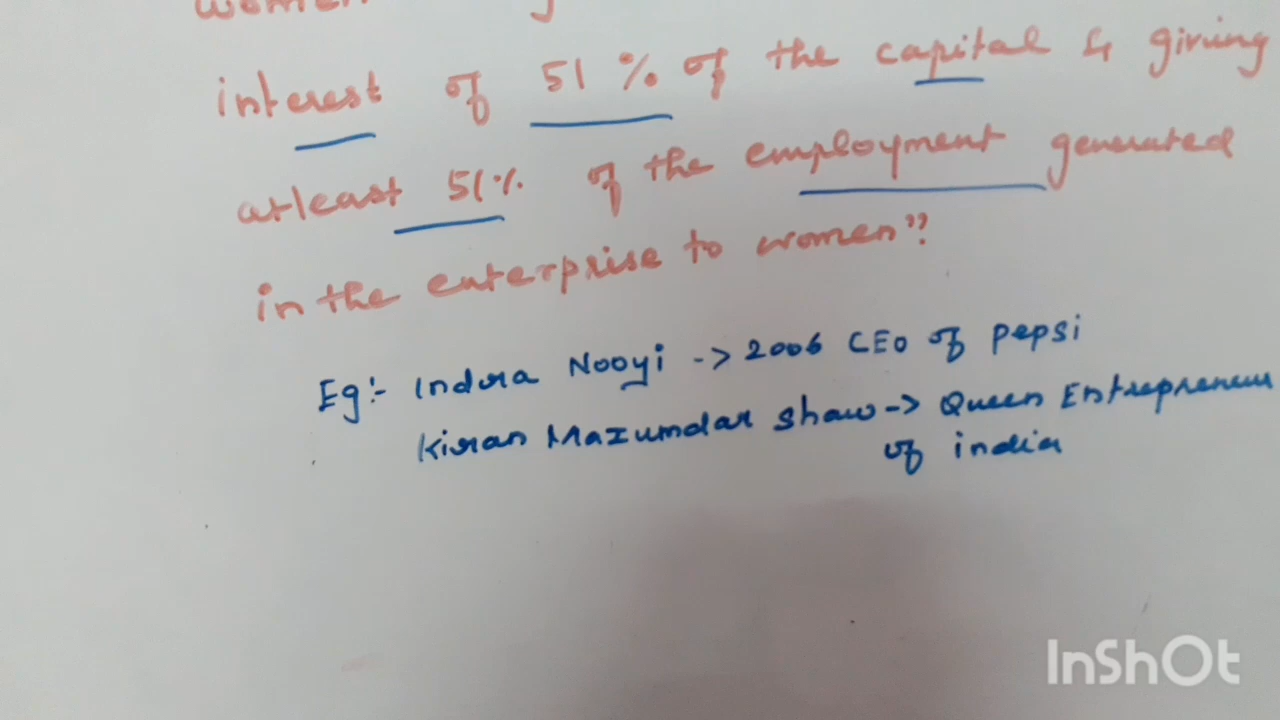 women
interest of 51 % of the capital & giving
atleast 51% of the employment generated
in the enterprise to women"
Eg:- Indira Nooyi -> 2006 CEO of pepsi
Kiran Mazumdar Shaw -> Queen Entrepreneur
of india
InShOt